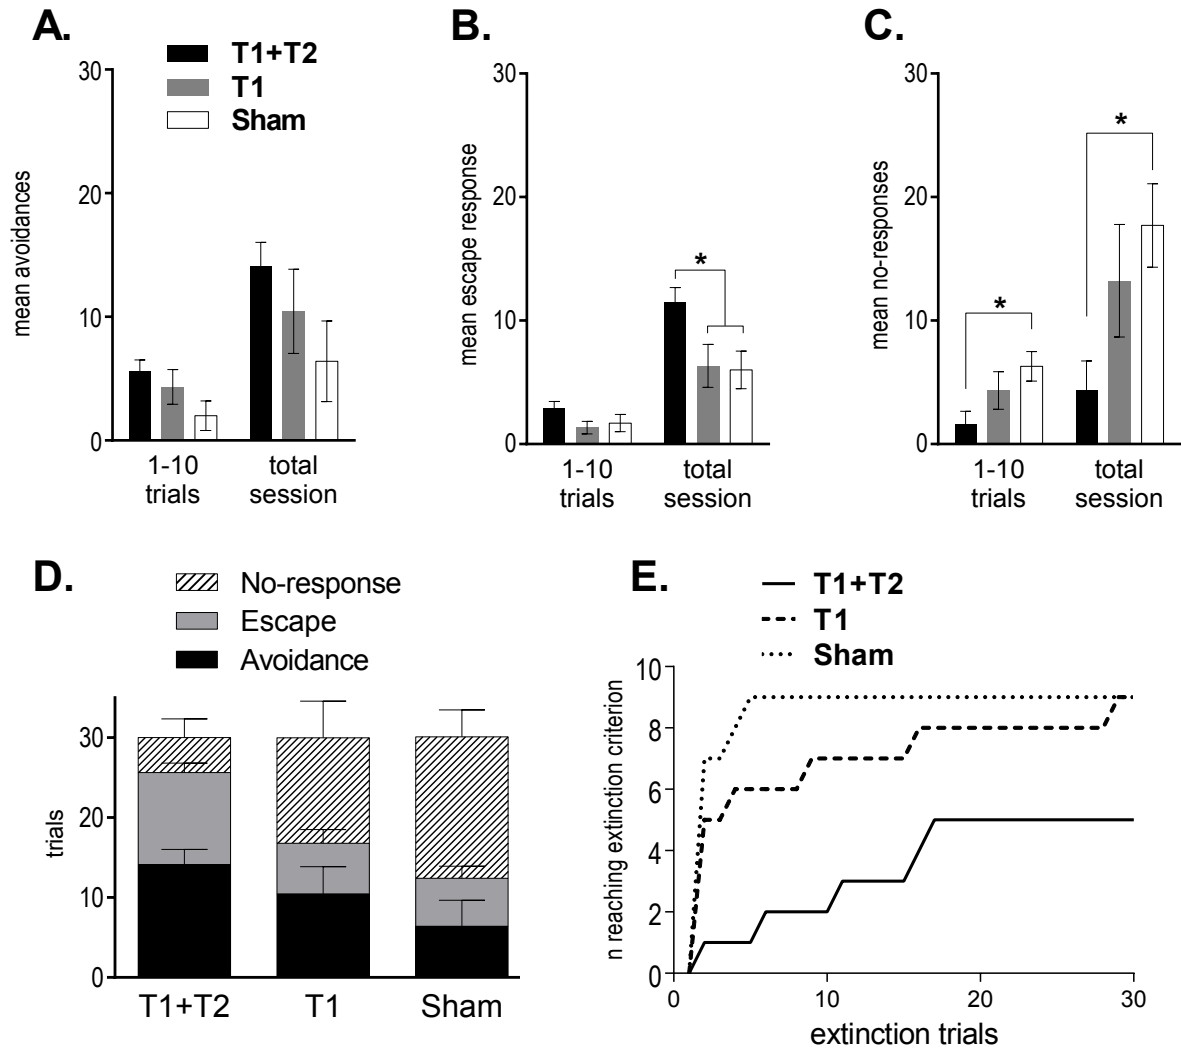 A.
T1+T2
T1
Sham
mean avoidances
30
20
10
0
1-10
trials
total
session
B.
mean escape response
30
20
10
0
*
1-10
trials
total
session
C.
mean no-responses
30
20
10
0
*
*
1-10
trials
total
session
D.
No-response
Escape
Avoidance
trials
30
20
10
0
T1+T2
T1
Sham
E.
T1+T2
T1
Sham
n reaching extinction criterion
10
8
6
4
2
0
0
10
20
30
extinction trials